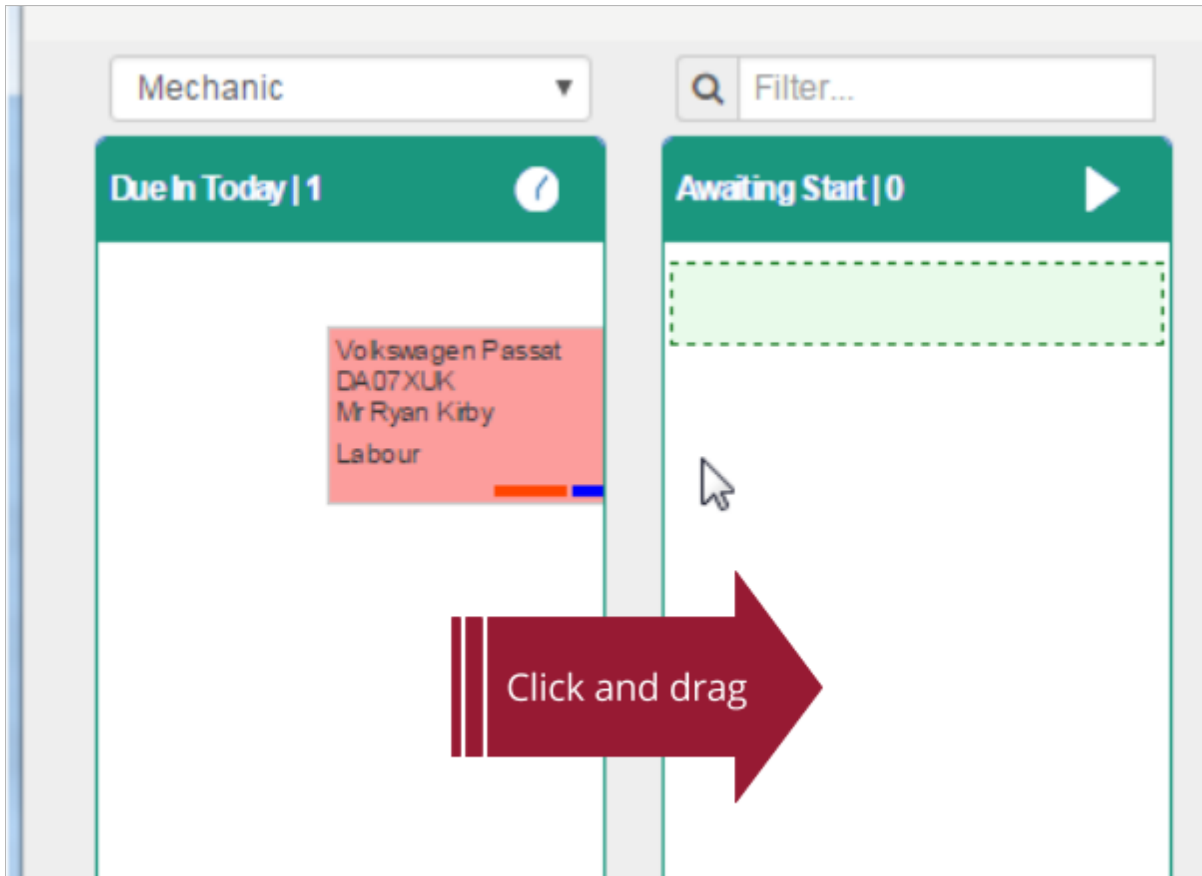 Mechanic
Filter...
Due In Today | 1
Awaiting Start | 0
Volkswagen Passat
DA07XUK
Mr Ryan Kirby
Labour
Click and drag